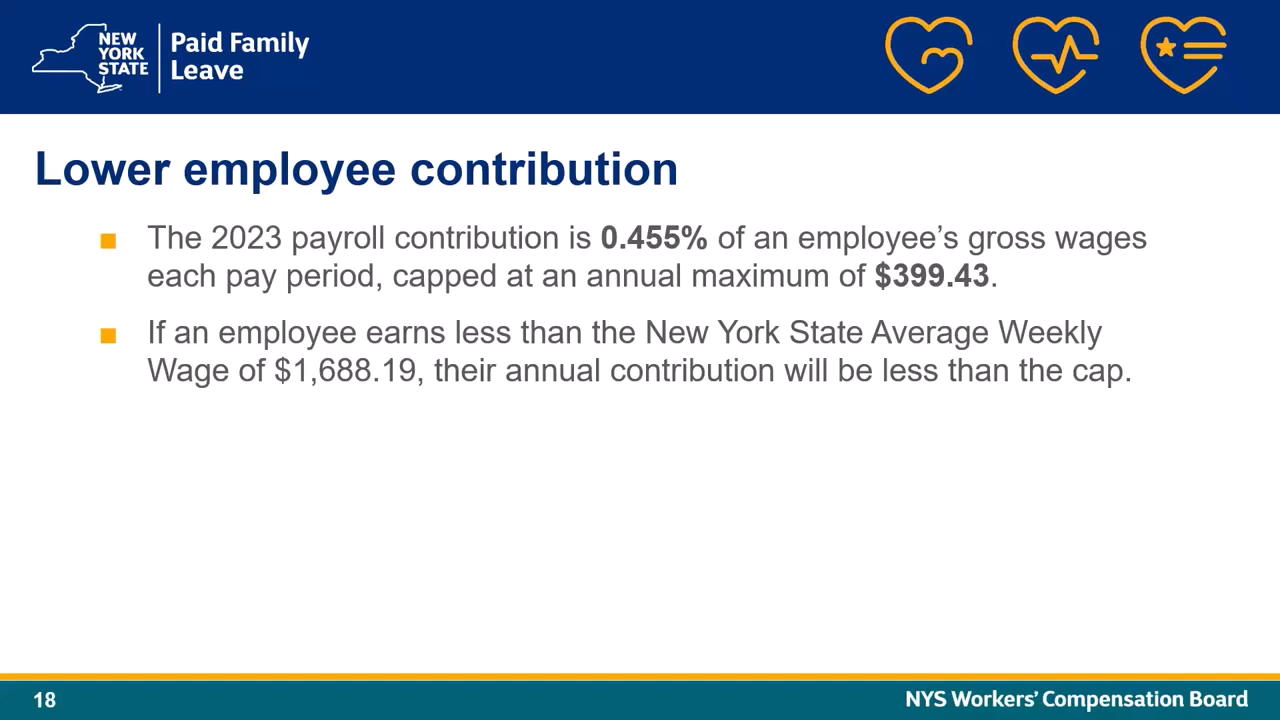 NEW
YORK
STATE
Paid Family
Leave
Lower employee contribution
■ The 2023 payroll contribution is 0.455% of an employee’s gross wages
each pay period, capped at an annual maximum of $399.43.
■ If an employee earns less than the New York State Average Weekly
Wage of $1,688.19, their annual contribution will be less than the cap.
18
NYS Workers’ Compensation Board